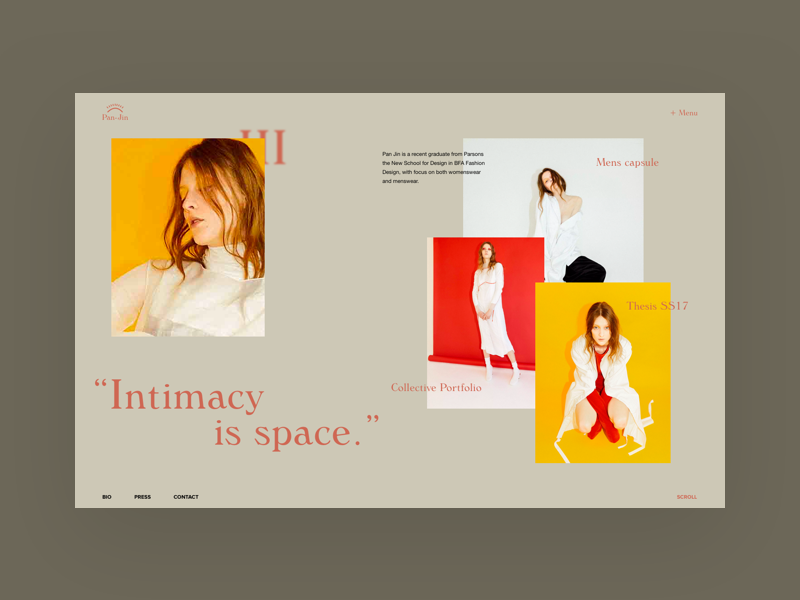 Pan-Jin
+ Menu
HI
Pan Jin is a recent graduate from Parsons
the New School for Design in BFA Fashion
Design, with focus on both womenswear
and menswear.
Mens capsule
Thesis SS17
Collective Portfolio
“Intimacy
is space.”
BIO
PRESS
CONTACT
SCROLL